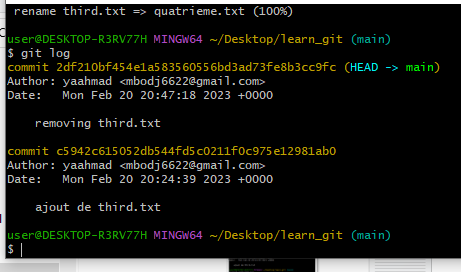 rename third.txt => quatrieme.txt (100%)
user@DESKTOP-R3RV77H MINGW64 ~/Desktop/learn_git (main)
$ git log
commit 2df210bf454e1a583560556bd3ad73fe8b3cc9fc (HEAD -> main)
Author: yaahmad <mbodj6622@gmail.com>
Date:   Mon Feb 20 20:47:18 2023 +0000
removing third.txt
commit c5942c615052db544fd5c0211f0c975e12981ab0
Author: yaahmad <mbodj6622@gmail.com>
Date:   Mon Feb 20 20:24:39 2023 +0000
ajout de third.txt
user@DESKTOP-R3RV77H MINGW64 ~/Desktop/learn_git (main)
$